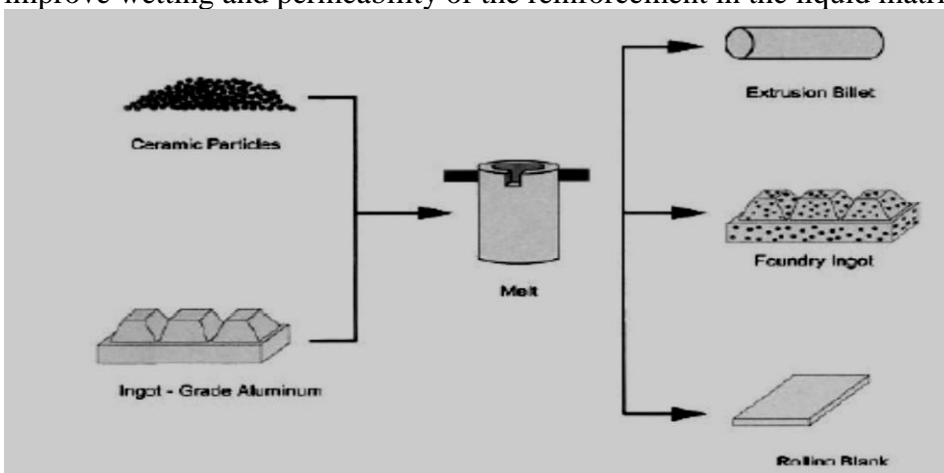 improve wetting and permeability of the reinforcement in the liquid matri
Extrusion Billet
Ceramic Particles
Foundry Ingot
Melt
Ingot - Grade Aluminum
Rolling Blank